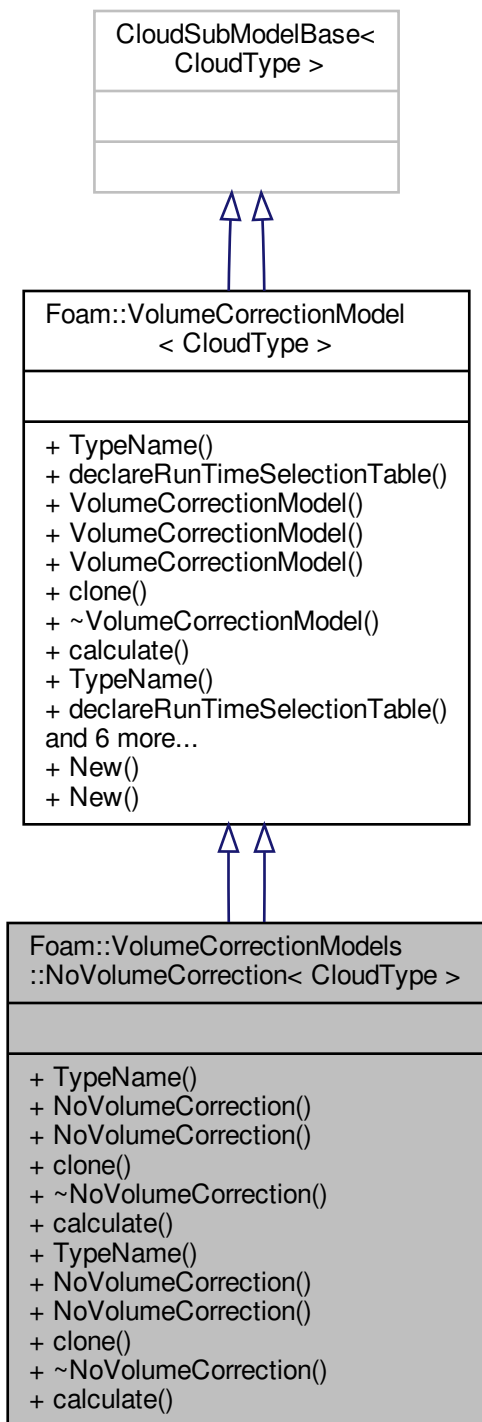 CloudSubModelBase<
CloudType >
Foam::VolumeCorrectionModel
< CloudType >
+ TypeName()
+ declareRunTimeSelectionTable()
+ VolumeCorrectionModel()
+ VolumeCorrectionModel()
+ VolumeCorrectionModel()
+ clone()
+ ~VolumeCorrectionModel()
+ calculate()
+ TypeName()
+ declareRunTimeSelectionTable()
and 6 more...
+ New()
+ New()
Foam::VolumeCorrectionModels
::NoVolumeCorrection< CloudType >
+ TypeName()
+ NoVolumeCorrection()
+ NoVolumeCorrection()
+ clone()
+ ~NoVolumeCorrection()
+ calculate()
+ TypeName()
+ NoVolumeCorrection()
+ NoVolumeCorrection()
+ clone()
+ ~NoVolumeCorrection()
+ calculate()